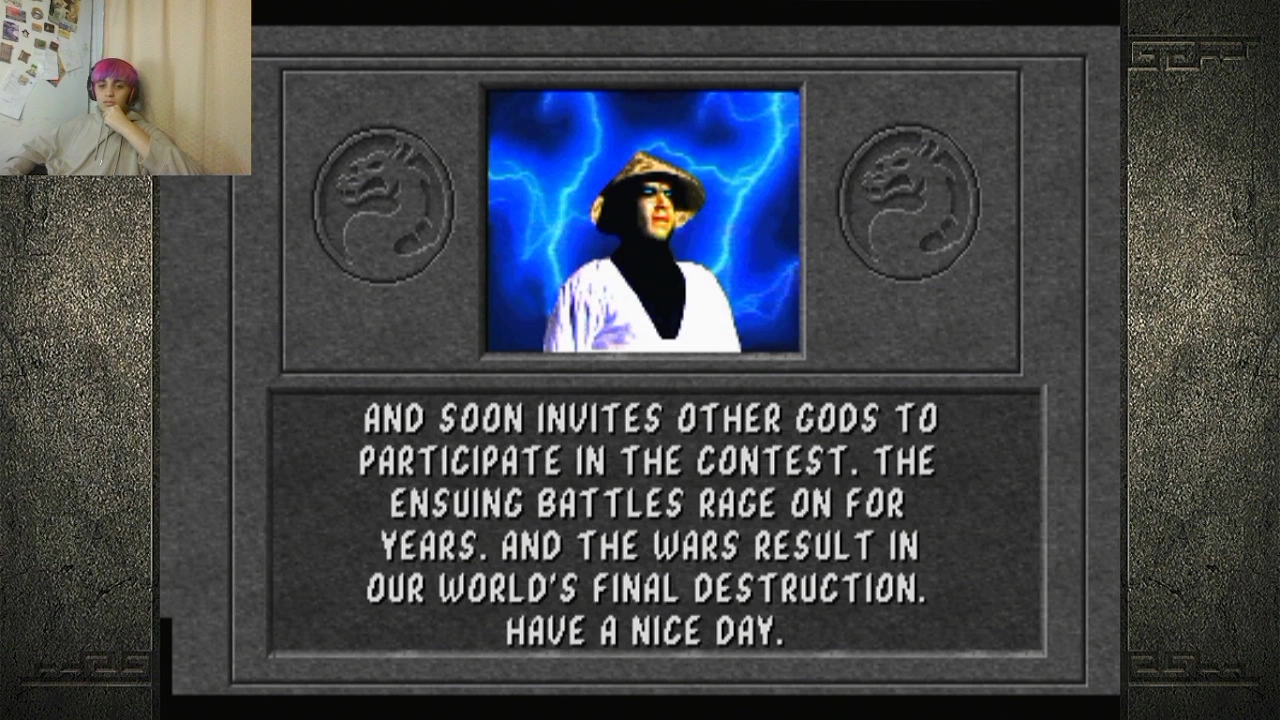 AND SOON INVITES OTHER GODS TO
PARTICIPATE IN THE CONTEST. THE
ENSUING BATTLES RAGE ON FOR
YEARS. AND THE WARS RESULT IN
OUR WORLD'S FINAL DESTRUCTION.
HAVE A NICE DAY.